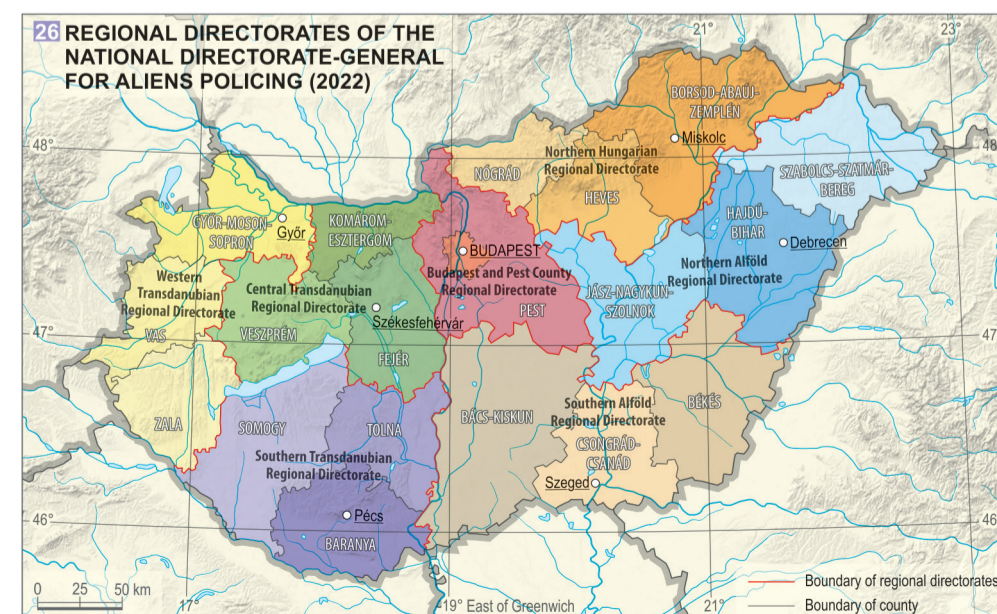 26 REGIONAL DIRECTORATES OF THE
NATIONAL DIRECTORATE-GENERAL
FOR ALIENS POLICING (2022)
21°
23°
48°
48
BORSOD-ABAÚJ-
ZEMPLÉN
Miskolc
Northern Hungarian
Regional Directorate
NÓGRÁD
HEVES
SZABOLCS-SZATMÁR-
BEREG
HAJDÚ-
BIHAR
Debrecen
Northern Alföld
Regional Directorate
JÁSZ-NAGYKUN-
SZOLNOK
GYŐR-MOSON-
SOPRON
Győr
KOMÁROM-
ESZTERGOM
BUDAPEST
Budapest and Pest County
Regional Directorate
PEST
Western
Transdanubian
Regional Directorate
VAS
Central Transdanubian
Regional Directorate
Székesfehérvár
VESZPRÉM
FEJÉR
47°
47°
ZALA
SOMOGY
TOLNA
Southern Transdanubian
Regional Directorate
Pécs
BARANYA
BÁCS-KISKUN
Southern Alföld
Regional Directorate
CSONGRÁD-
CSANÁD
Szeged
BÉKÉS
46°
46
0 25 50 km
17°
19° East of Greenwich
21°
Boundary of regional directorates
Boundary of county